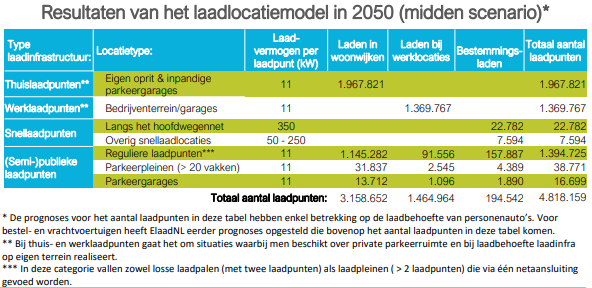 Resultaten van het laadlocatiemodel in 2050 (midden scenario)*
Type laadinfrastructuur: Locatietype: Laad-vermogen per laadpunt (kW) Laden in woonwijken Laden bij werklocaties Bestemmings-laden Totaal aantal laadpunten
Thuislaadpunten** Eigen oprit & inpandige parkeergarages 11 1.967.821 1.967.821
Werklaadpunten** Bedrijventerrein/garages 11 1.369.767 1.369.767
Snellaadpunten Langs het hoofdwegennet 350 22.782 22.782
Overig snellaadlocaties 50 - 250 7.594 7.594
(Semi-)publieke laadpunten Reguliere laadpunten*** 11 1.145.282 91.556 157.887 1.394.725
Parkeerpleinen (> 20 vakken) 11 31.837 2.545 4.389 38.771
Parkeergarages 11 13.712 1.096 1.890 16.699
Totaal aantal laadpunten: 3.158.652 1.464.964 194.542 4.818.159
* De prognoses voor het aantal laadpunten in deze tabel hebben enkel betrekking op de laadbehoefte van personenauto's. Voor
bestel- en vrachtvoertuigen heeft ElaadNL eerder prognoses opgesteld die bovenop het aantal laadpunten in deze tabel komen.
** Bij thuis- en werklaadpunten gaat het om situaties waarbij men beschikt over private parkeerruimte en bij laadbehoefte laadinfra
op eigen terrein realiseert.
*** In deze categorie vallen zowel losse laadpalen (met twee laadpunten) als laadpleinen ( > 2 laadpunten) die via één netaansluiting
gevoed worden.